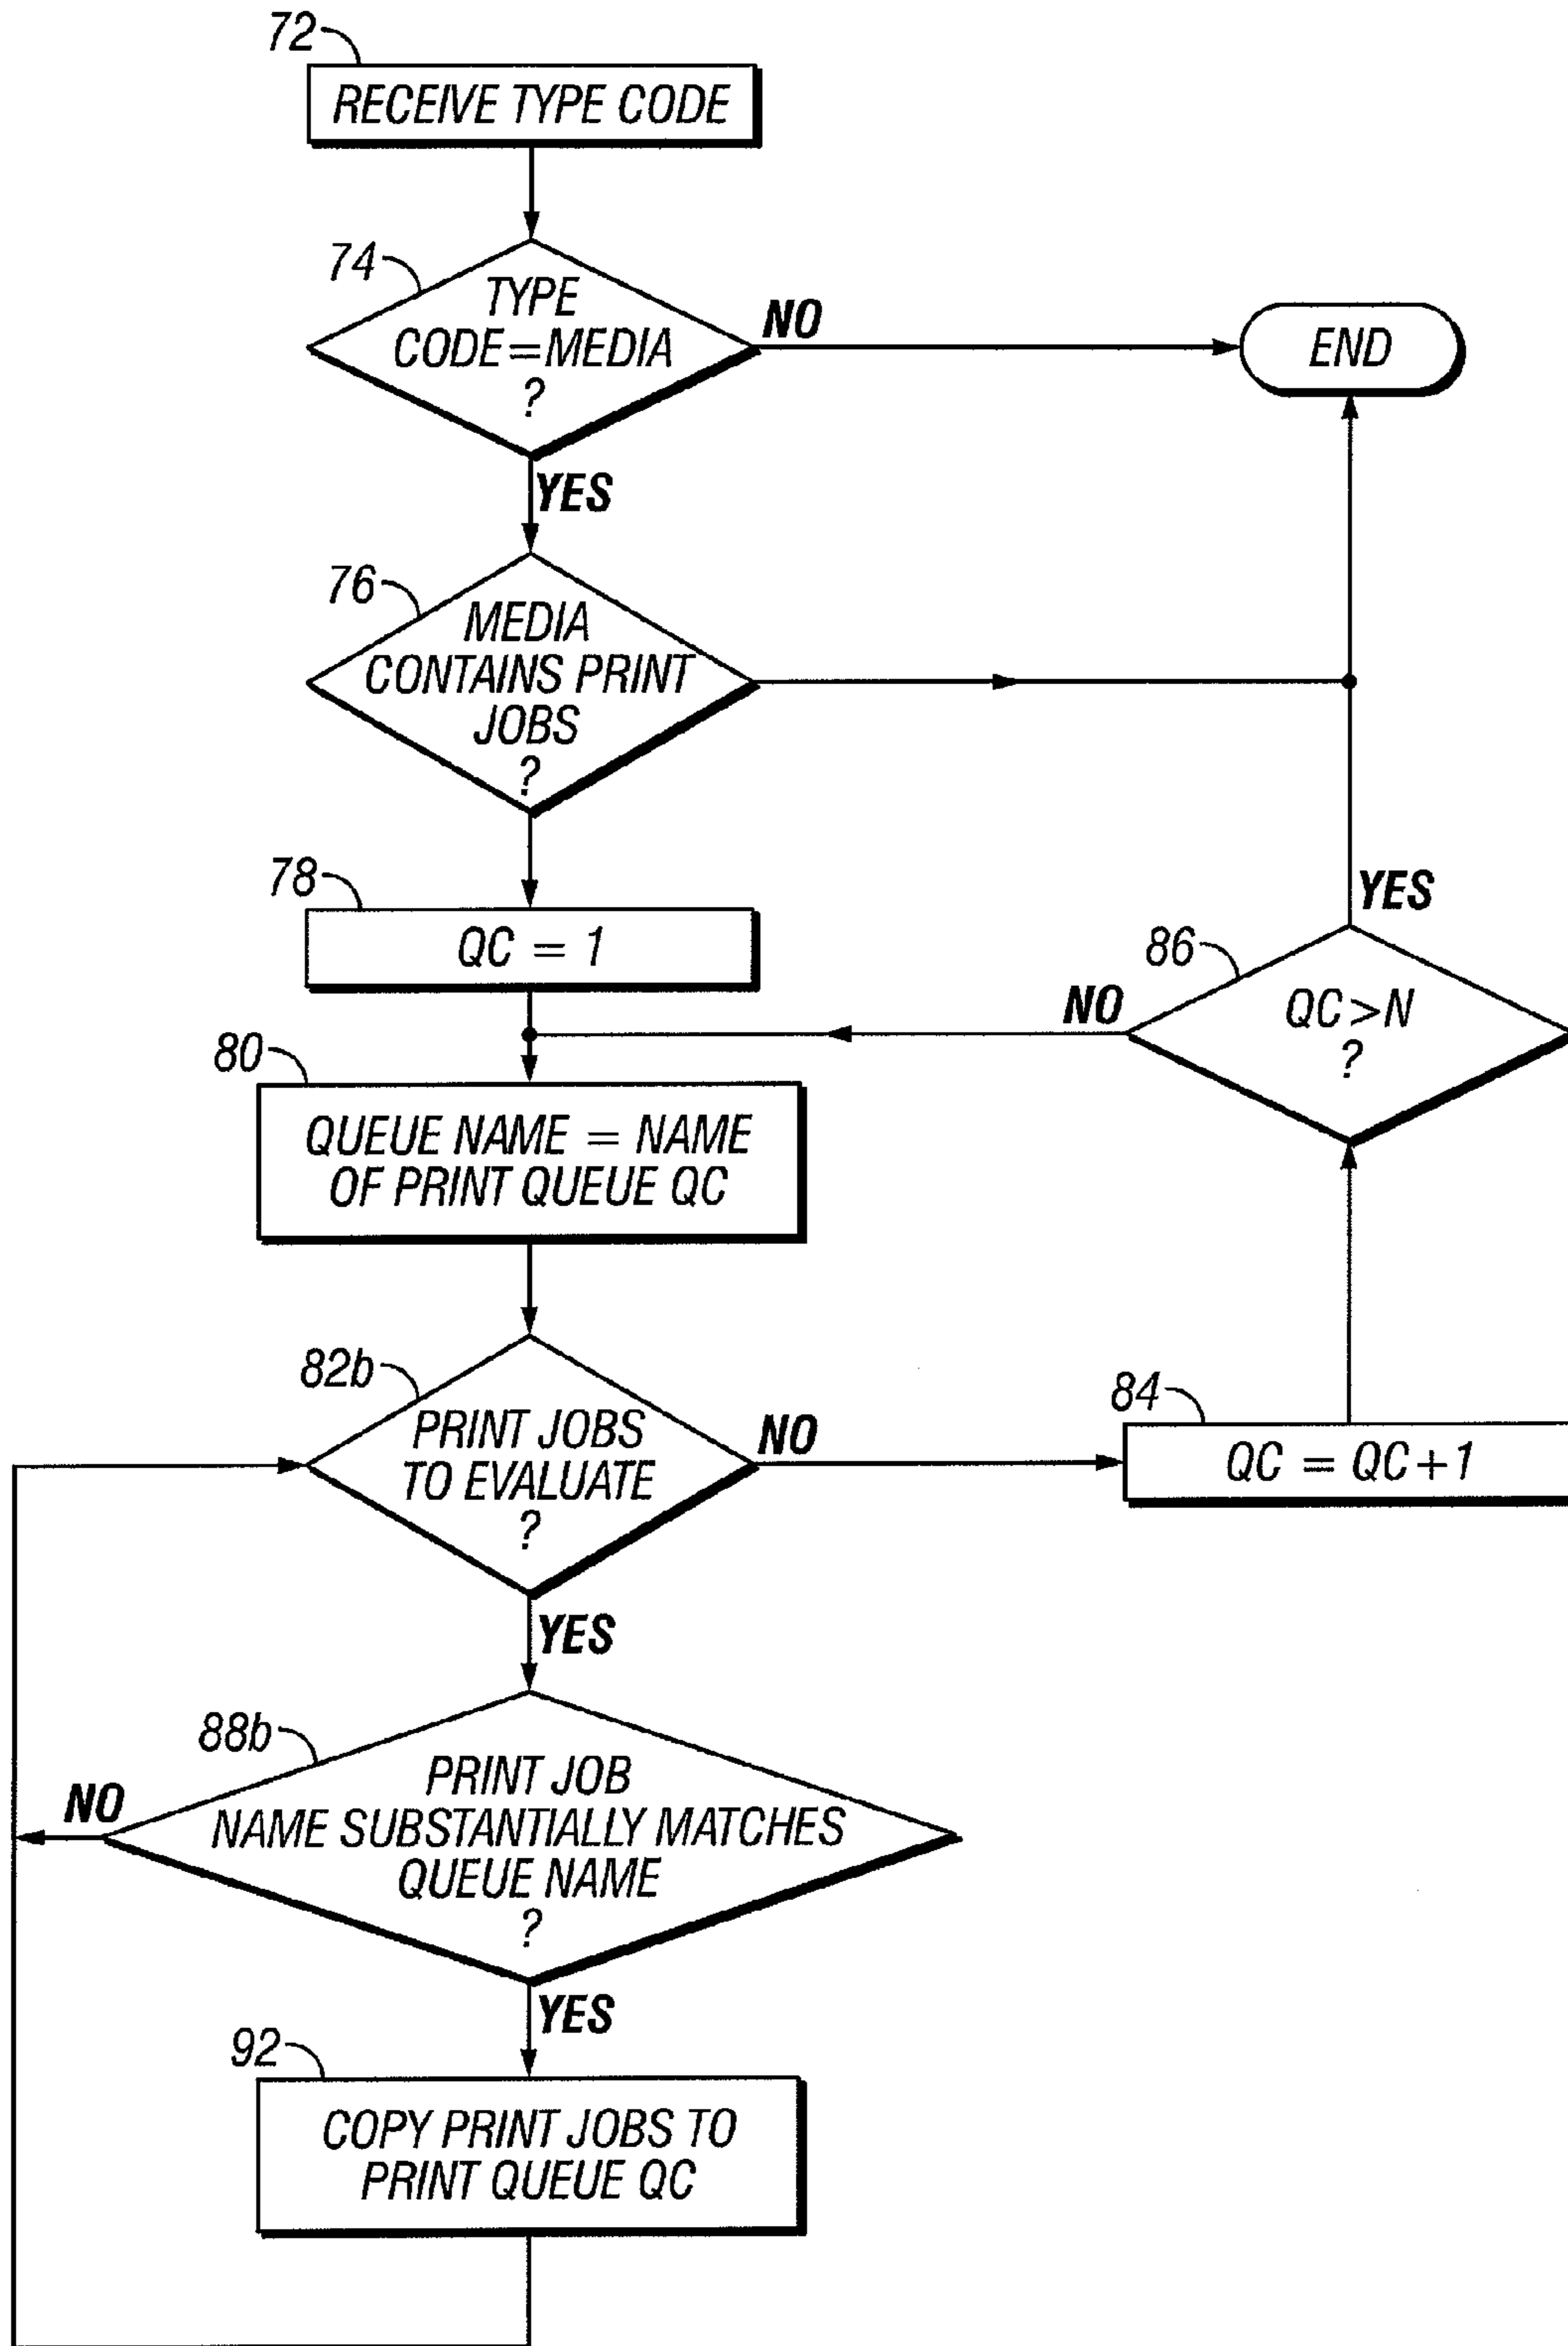 72
RECEIVE TYPE CODE
74
TYPE
CODE=MEDIA
?
NO
END
YES
76
MEDIA
CONTAINS PRINT
JOBS
?
78
QC = 1
YES
86
QC>N
?
NO
80
QUEUE NAME = NAME
OF PRINT QUEUE QC
82b
PRINT JOBS
TO EVALUATE
?
NO
84
QC = QC+1
YES
88b
PRINT JOB
NAME SUBSTANTIALLY MATCHES
QUEUE NAME
?
NO
YES
92
COPY PRINT JOBS TO
PRINT QUEUE QC